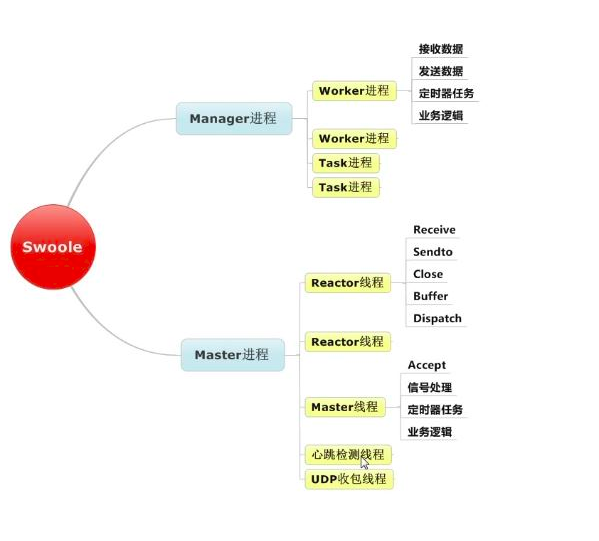 Swoole
Manager进程
Worker进程
接收数据
发送数据
定时器任务
业务逻辑
Worker进程
Task进程
Task进程
Master进程
Reactor线程
Receive
Sendto
Close
Buffer
Dispatch
Reactor线程
Master线程
Accept
信号处理
定时器任务
业务逻辑
心跳检测线程
UDP收包线程